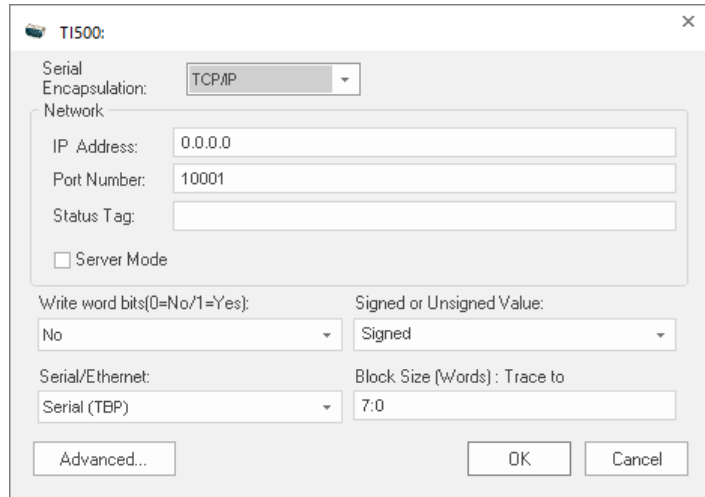 TI500:
Serial
Encapsulation:
TCP/IP
Network
IP Address:
0.0.0.0
Port Number:
10001
Status Tag:
Server Mode
Write word bits(0=No/1=Yes):
Signed or Unsigned Value:
No
Signed
Serial/Ethernet:
Block Size (Words) : Trace to
Serial (TBP)
7:0
Advanced...
OK
Cancel